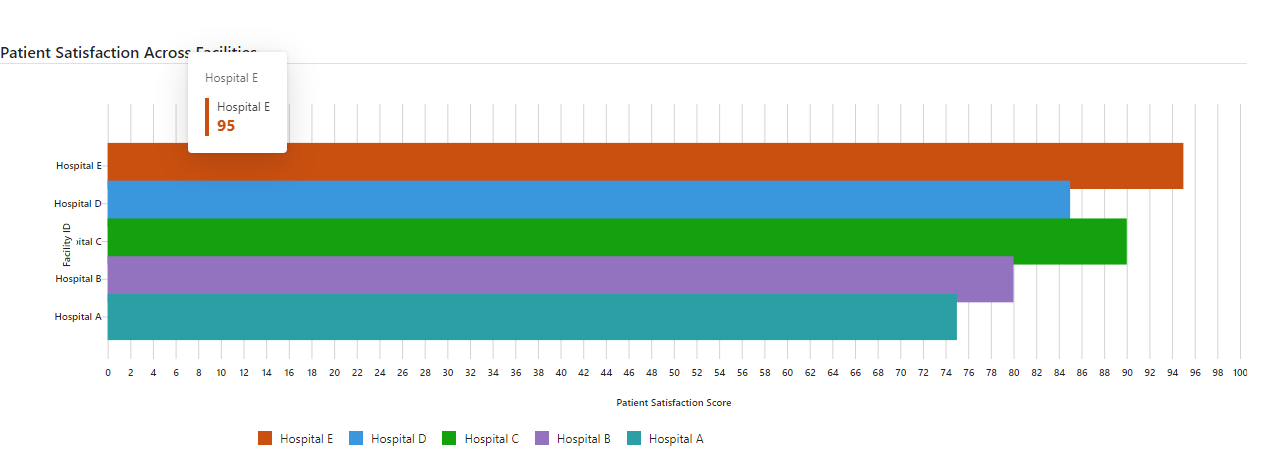 Patient Satisfaction Across Facilities
Hospital E
Hospital E
95
Hospital E
Hospital D
Facility ID
pital C
Hospital B
Hospital A
0 2 4 6 8 10 12 14 16 18 20 22 24 26 28 30 32 34 36 38 40 42 44 46 48 50 52 54 56 58 60 62 64 66 68 70 72 74 76 78 80 82 84 86 88 90 92 94 96 98 100
Patient Satisfaction Score
Hospital E Hospital D Hospital C Hospital B Hospital A